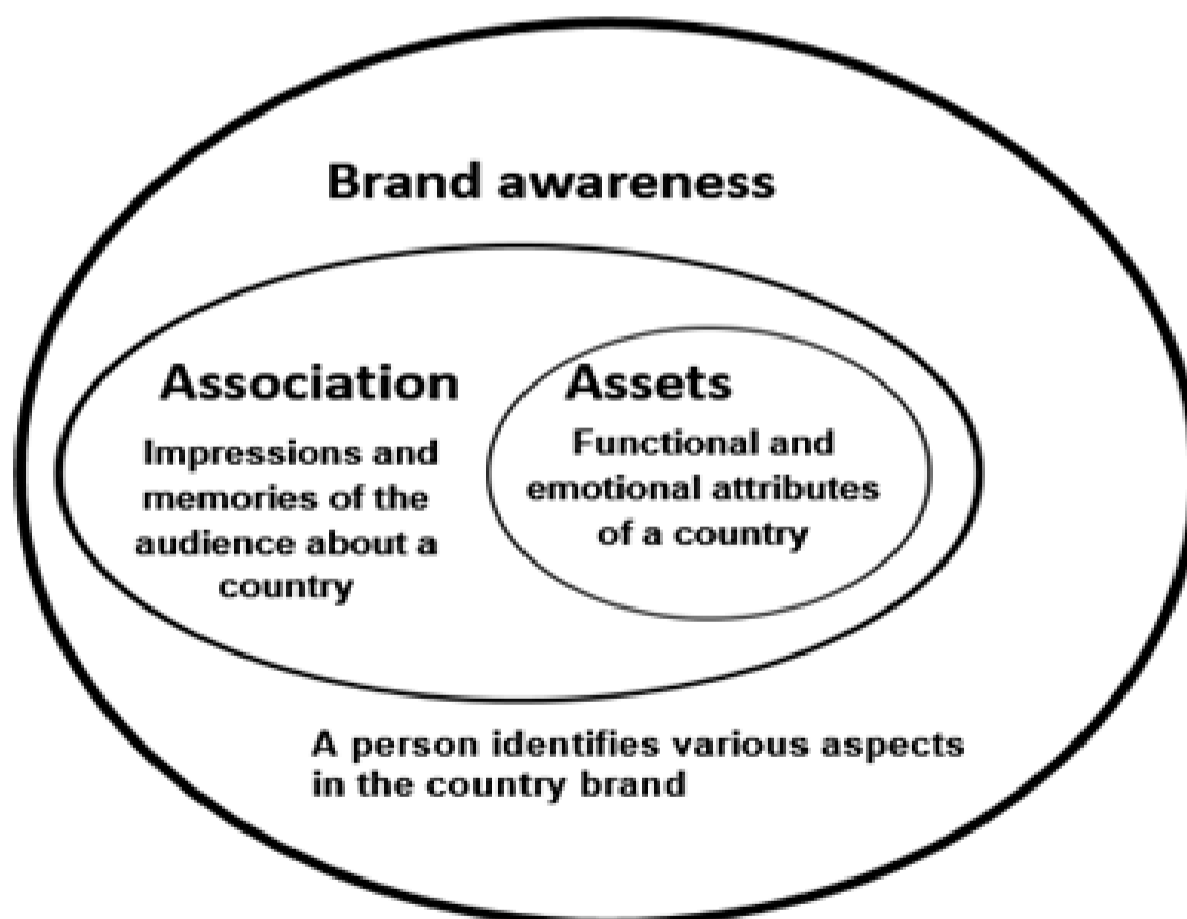 Brand awareness
Association
Impressions and
memories of the
audience about a
country
Assets
Functional and
emotional attributes
of a country
A person identifies various aspects
in the country brand